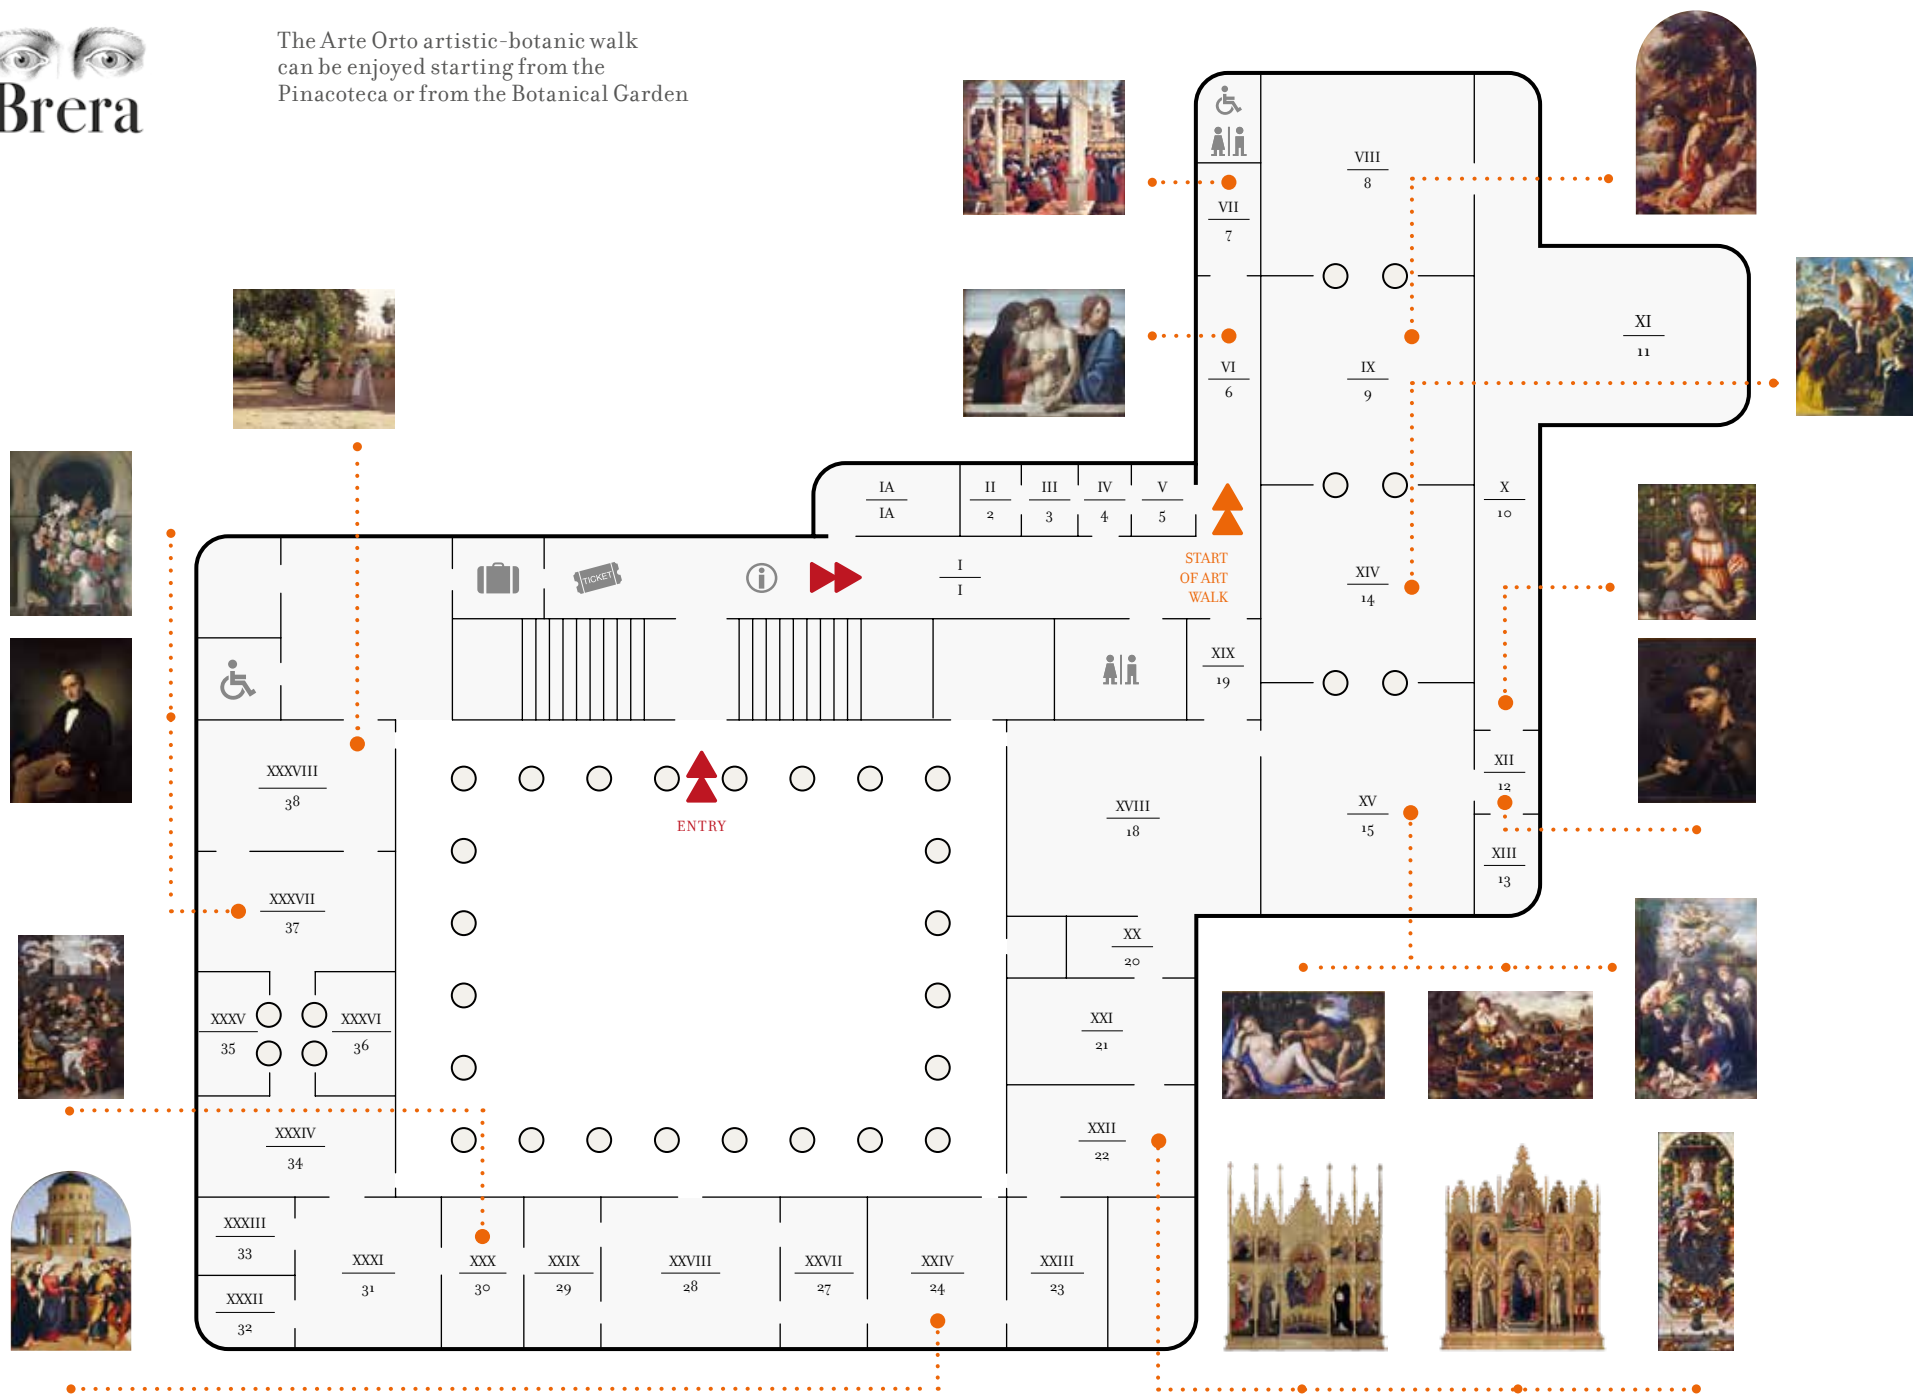 Brera
The Arte Orto artistic-botanic walk
can be enjoyed starting from the
Pinacoteca or from the Botanical Garden
VIII
8
VII
7
XI
11
VI
6
IX
9
IA
IA
II
2
III
3
IV
4
V
5
X
10
TICKET
I
I
START
OF ART
WALK
XIV
14
XIX
19
XXXVIII
38
ENTRY
XVIII
18
XV
15
XII
12
XIII
13
XXXVII
37
XX
20
XXXV
35
XXXVI
36
XXI
21
XXXIV
34
XXII
22
XXXIII
33
XXXII
32
XXXI
31
XXX
30
XXIX
29
XXVIII
28
XXVII
27
XXIV
24
XXIII
23